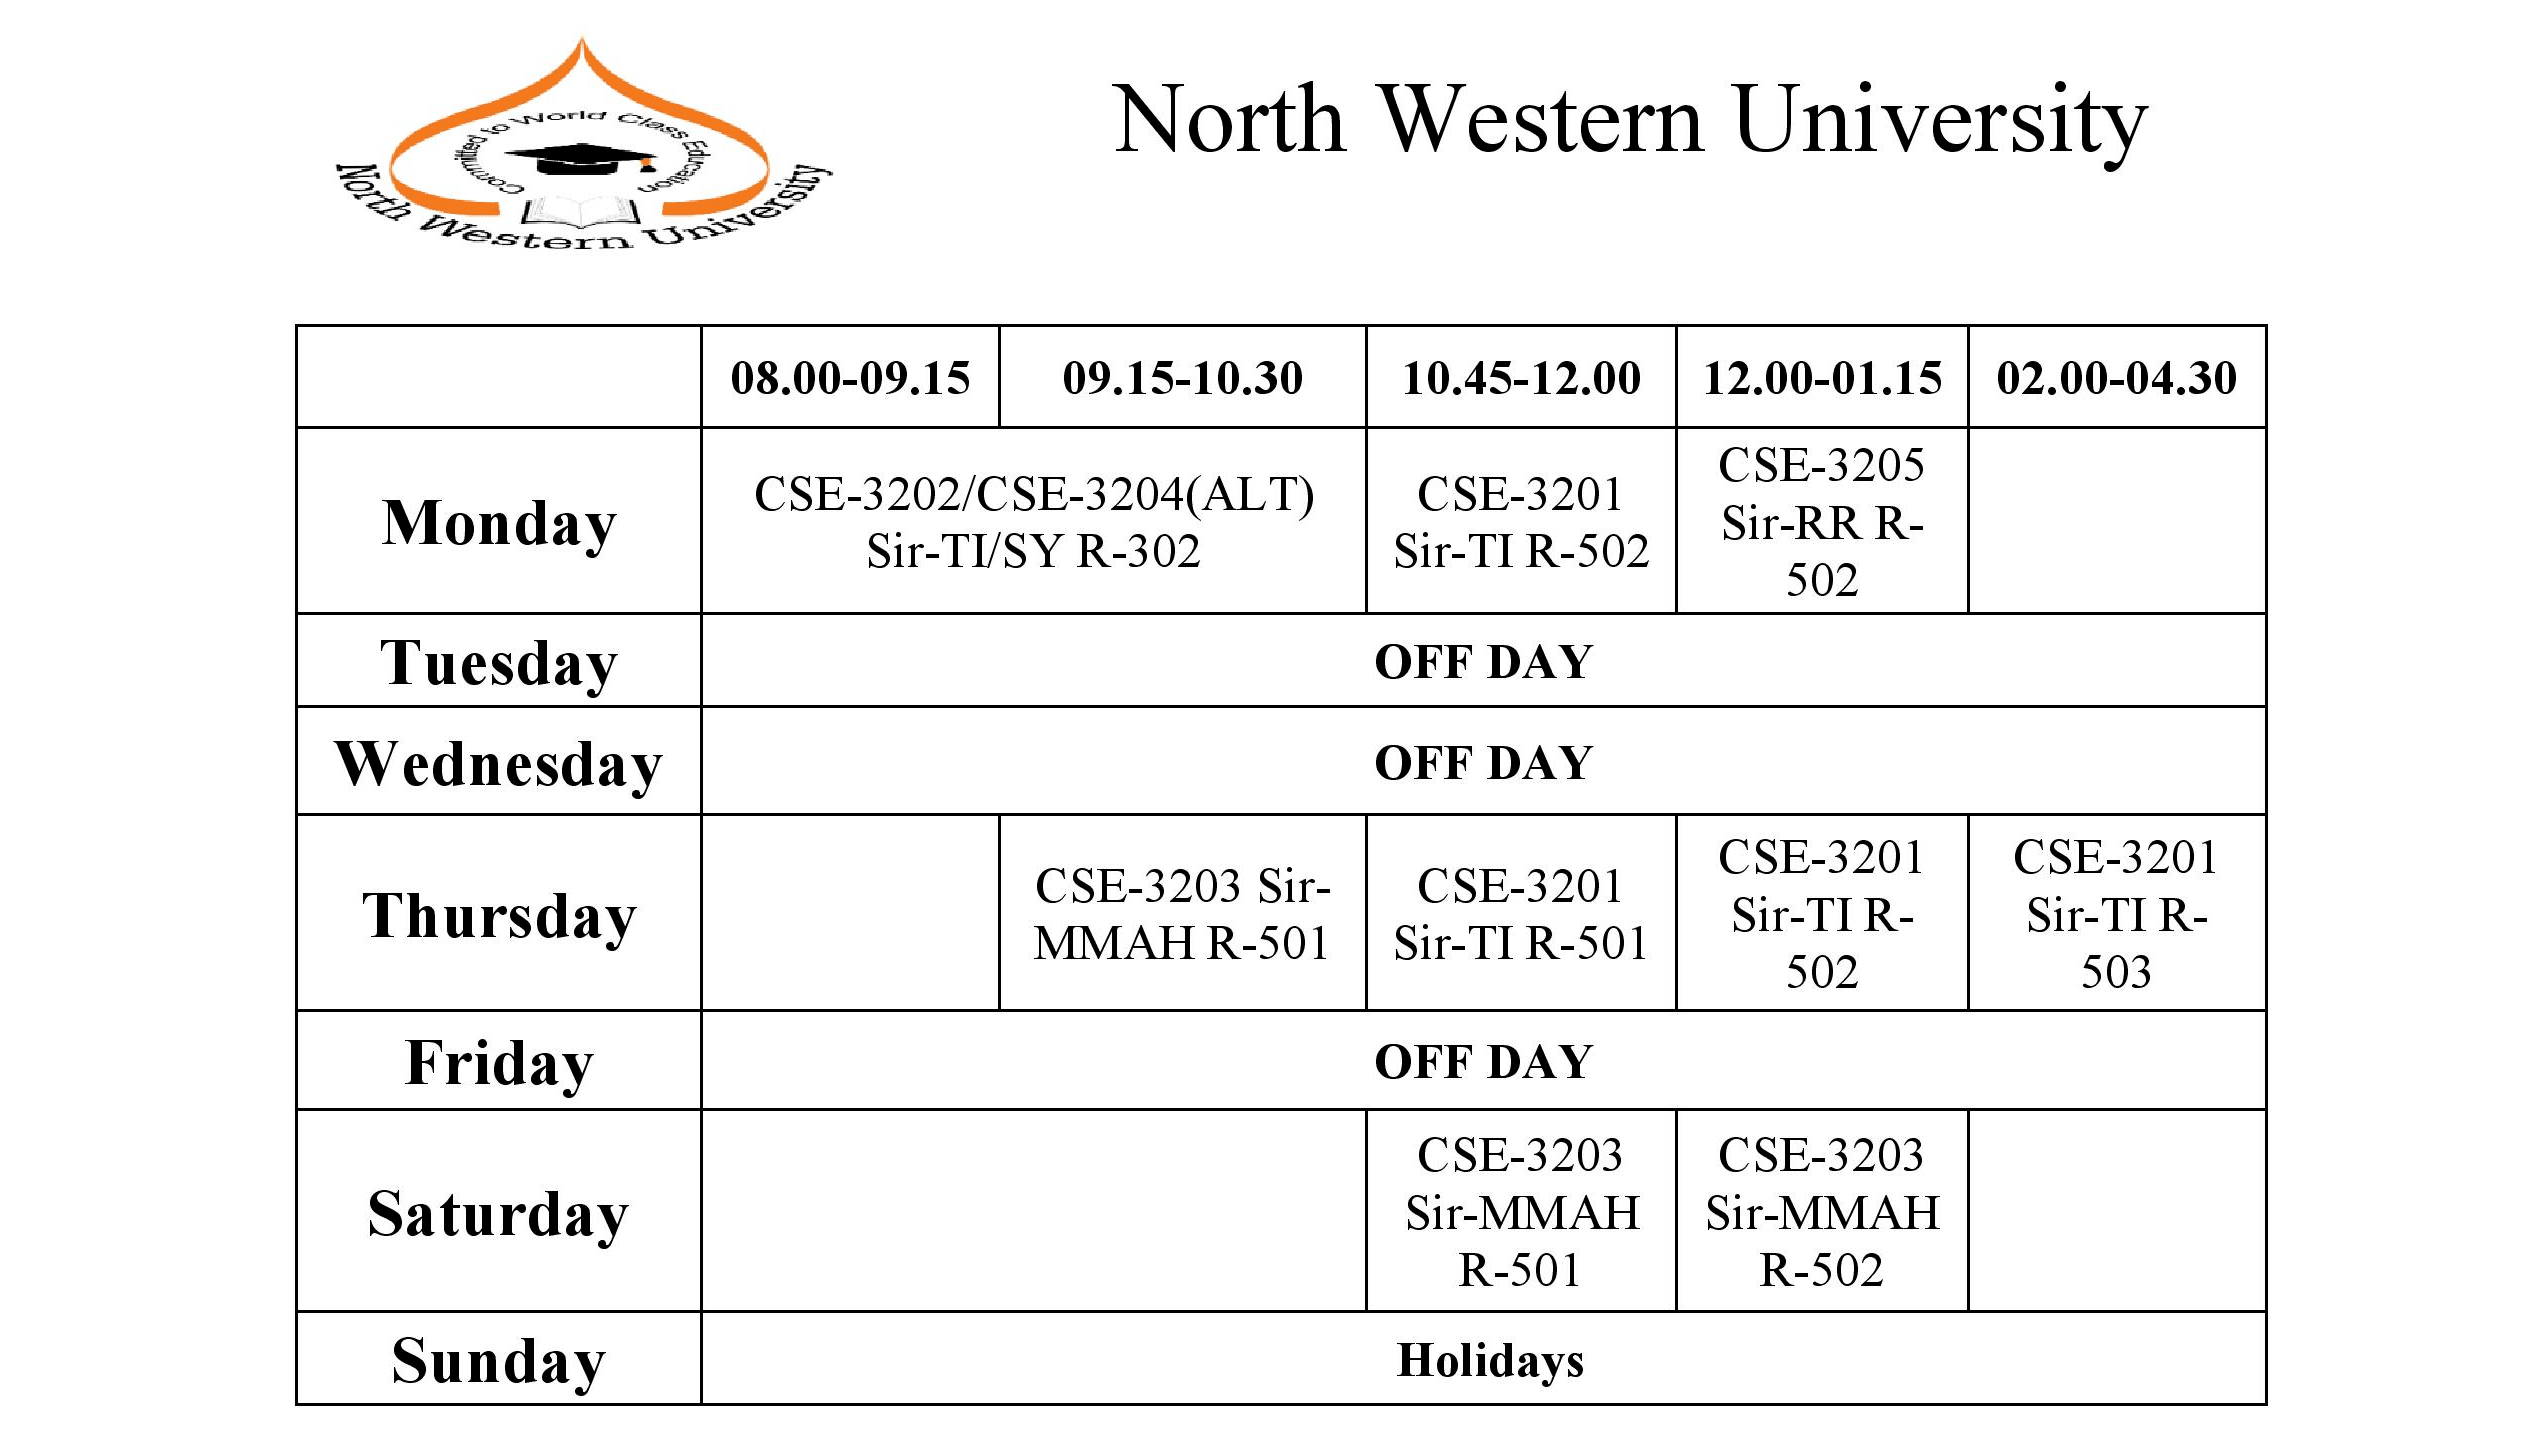 Committed to World Class Education
North Western University
North Western University
08.00-09.15 09.15-10.30 10.45-12.00 12.00-01.15 02.00-04.30
Monday
CSE-3202/CSE-3204(ALT)
Sir-TI/SY R-302
CSE-3201
Sir-TI R-502
CSE-3205
Sir-RR R-
502
Tuesday
OFF DAY
Wednesday
OFF DAY
Thursday
CSE-3203 Sir-
MMAH R-501
CSE-3201
Sir-TI R-501
CSE-3201
Sir-TI R-
502
CSE-3201
Sir-TI R-
503
Friday
OFF DAY
Saturday
CSE-3203
Sir-MMAH
R-501
CSE-3203
Sir-MMAH
R-502
Sunday
Holidays